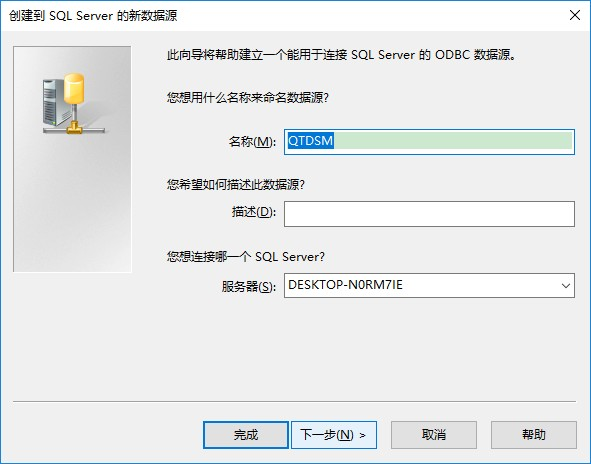 创建到 SQL Server 的新数据源
此向导将帮助建立一个能用于连接 SQL Server 的 ODBC 数据源。
您想用什么名称来命名数据源?
名称(M): QTDSM
您希望如何描述此数据源?
描述(D):
您想连接哪一个 SQL Server?
服务器(S): DESKTOP-N0RM7IE
完成 下一步(N) > 取消 帮助